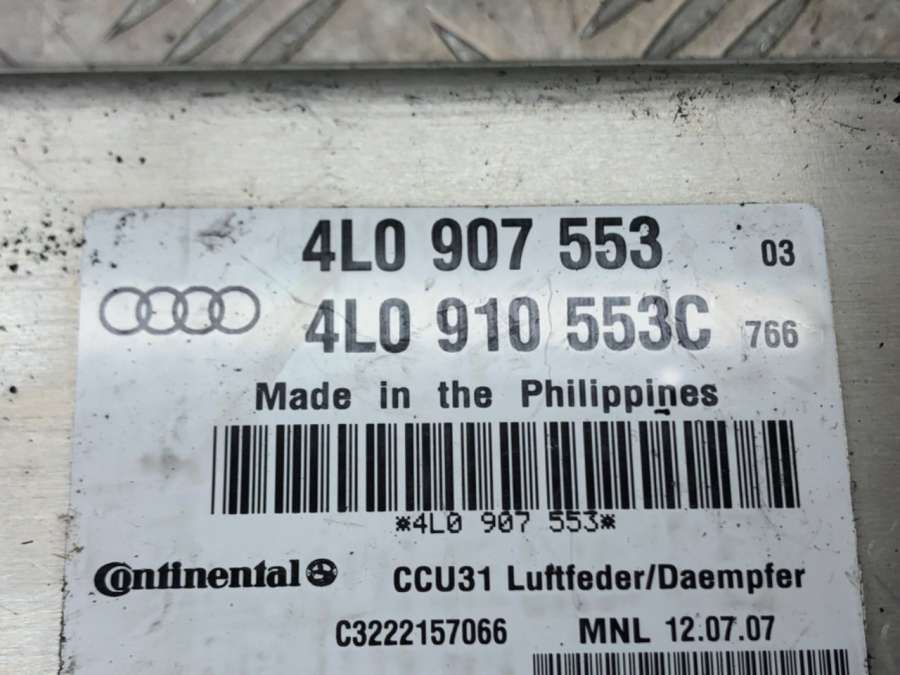 4L0 907 553 03
4L0 910 553C 766
Made in the Philippines
*4L0 907 553*
Continental
CCU31 Luftfeder/Daempfer
C3222157066 MNL 12.07.07